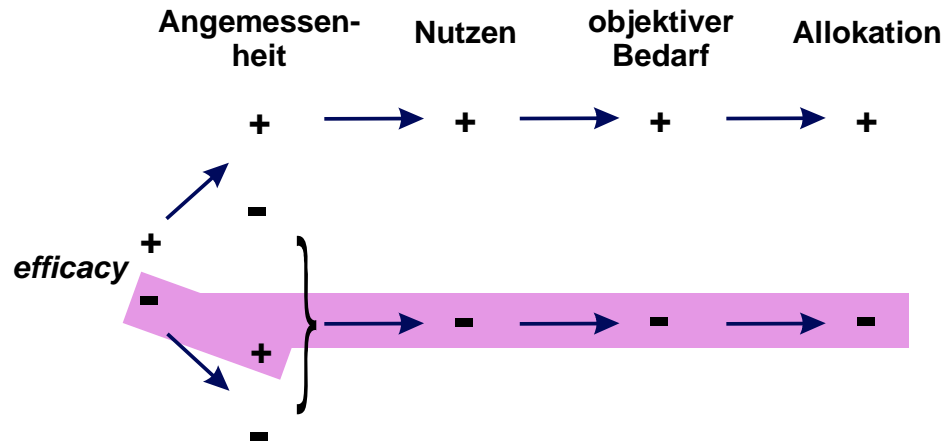 Angemessen-
heit
Nutzen
objektiver
Bedarf
Allokation
+ + + +
-
+
efficacy
-
- - -
+
-